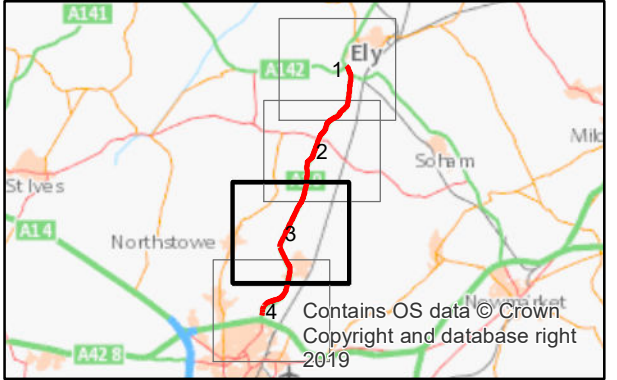 A141
Ely
1
A142
2
Soham
St Ives
A14
3
Northstowe
4
Contains OS data © Crown
Newmarket
Copyright and database right
A42 8
2019